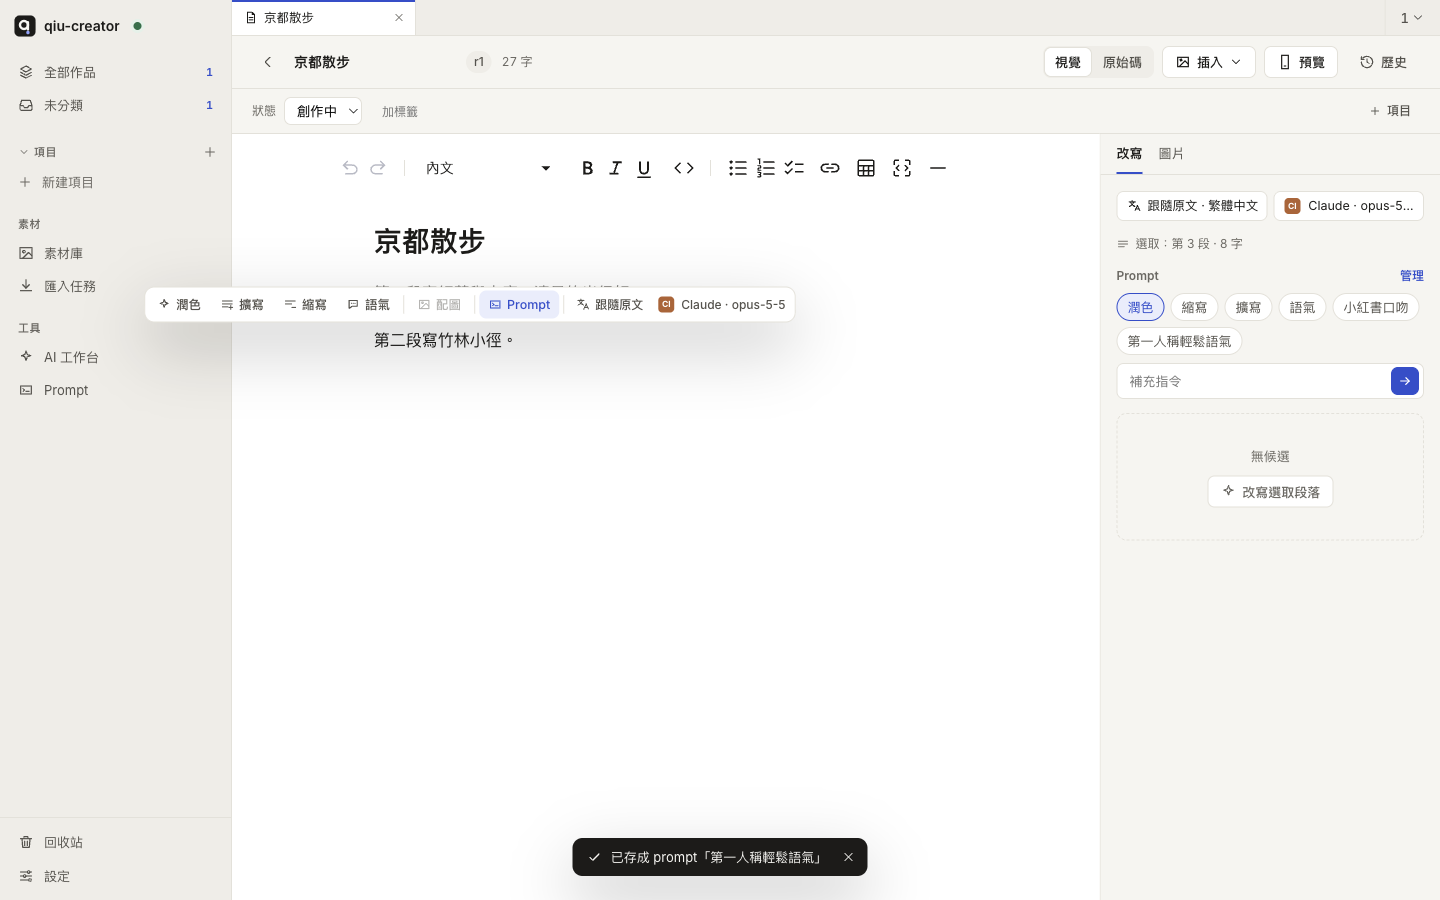 qiu-creator
全部作品 1
未分類 1
項目
新建項目
素材
素材庫
匯入任務
工具
AI 工作台
Prompt
回收站
設定
京都散步
1
京都散步 r1 27 字
視覺 原始碼 插入 預覽 歷史
狀態 創作中 加標籤
項目
內文 B I U
京都散步
潤色 擴寫 縮寫 語氣 配圖 Prompt 跟隨原文 Cl Claude · opus-5-5
第二段寫竹林小徑。
改寫 圖片
跟隨原文 · 繁體中文 Cl Claude · opus-5...
選取：第 3 段 · 8 字
Prompt 管理
潤色 縮寫 擴寫 語氣 小紅書口吻
第一人稱輕鬆語氣
補充指令
無候選
改寫選取段落
已存成 prompt「第一人稱輕鬆語氣」